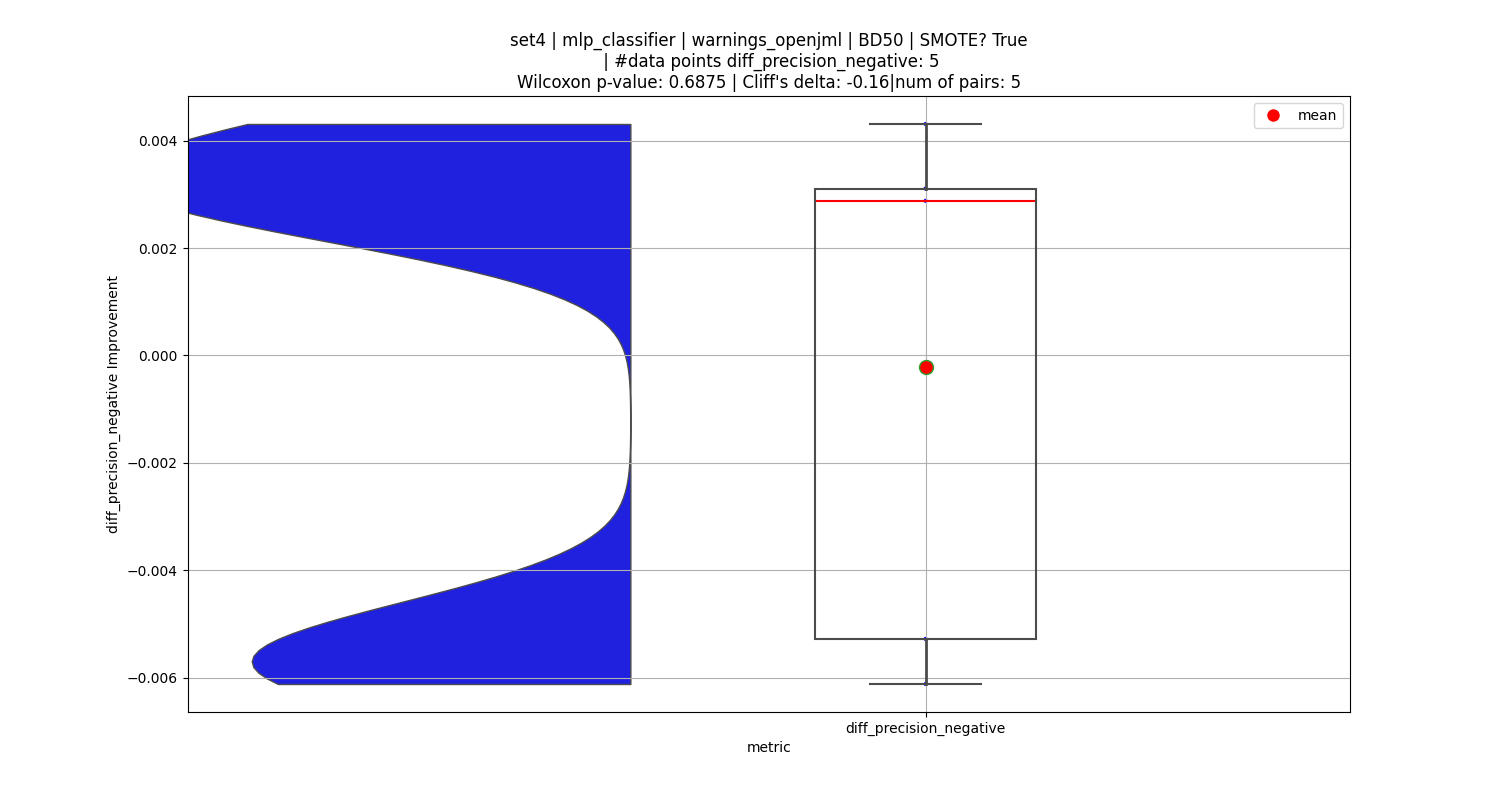 set4 | mlp_classifier | warnings_openjml | BD50 | SMOTE? True
| #data points diff_precision_negative: 5
Wilcoxon p-value: 0.6875 | Cliff's delta: -0.16|num of pairs: 5
mean
0.004
0.002
0.000
−0.002
−0.004
−0.006
diff_precision_negative Improvement
diff_precision_negative
metric